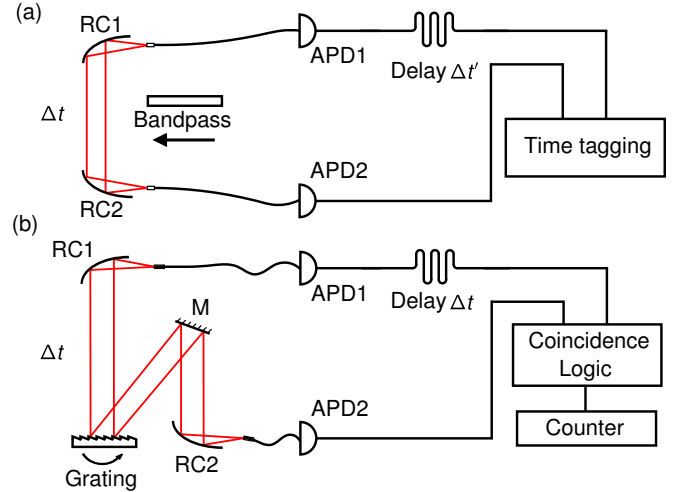 (a)
RC1
APD1
Delay Δt′
Δt
Bandpass
Time tagging
APD2
RC2
(b)
RC1
APD1
Delay Δt
M
Δt
Coincidence
Logic
APD2
RC2
Counter
Grating